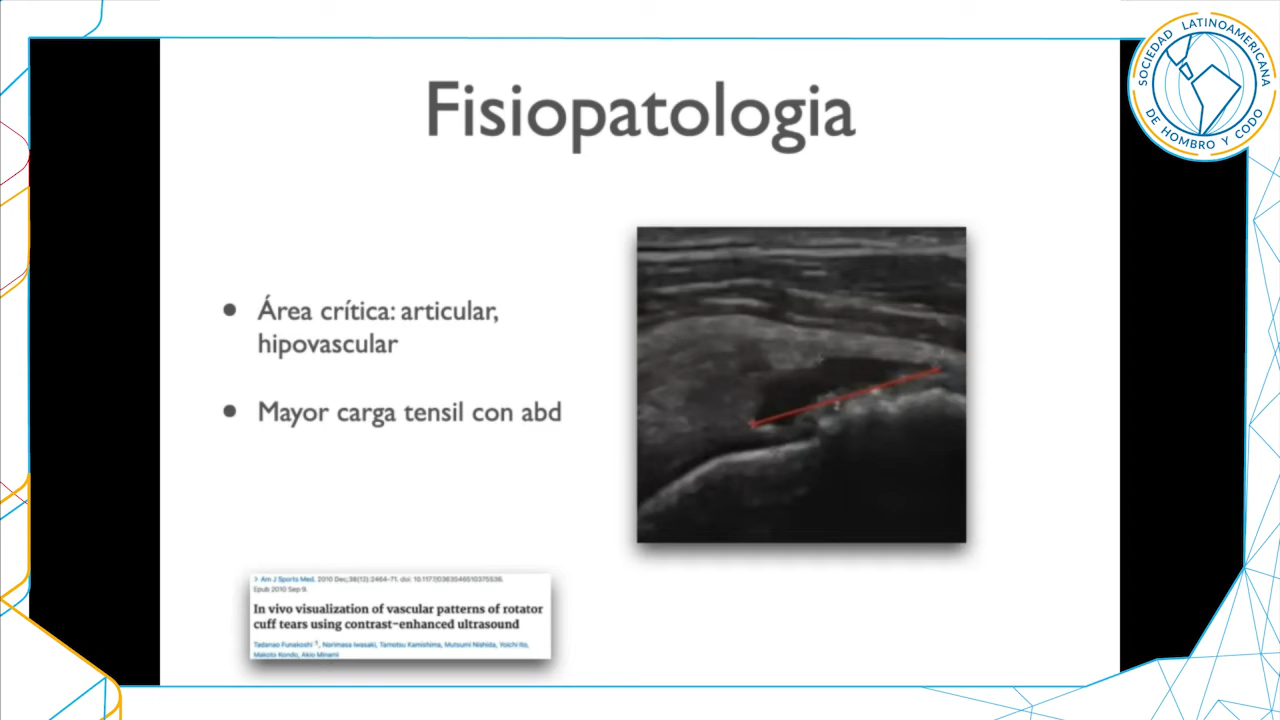 SOCIEDAD LATINOAMERICANA
DE HOMBRO Y CODO
Fisiopatologia
• Área crítica: articular,
hipovascular
• Mayor carga tensil con abd
> Am J Sports Med. 2010 Dec;38(12):2464-71. doi: 10.1177/0363546510375536.
Epub 2010 Sep 9.
In vivo visualization of vascular patterns of rotator
cuff tears using contrast-enhanced ultrasound
Tadanao Funakoshi 1, Norimasa Iwasaki, Tamotsu Kamishima, Mutsumi Nishida, Yoichi Ito,
Makoto Kondo, Akio Minami